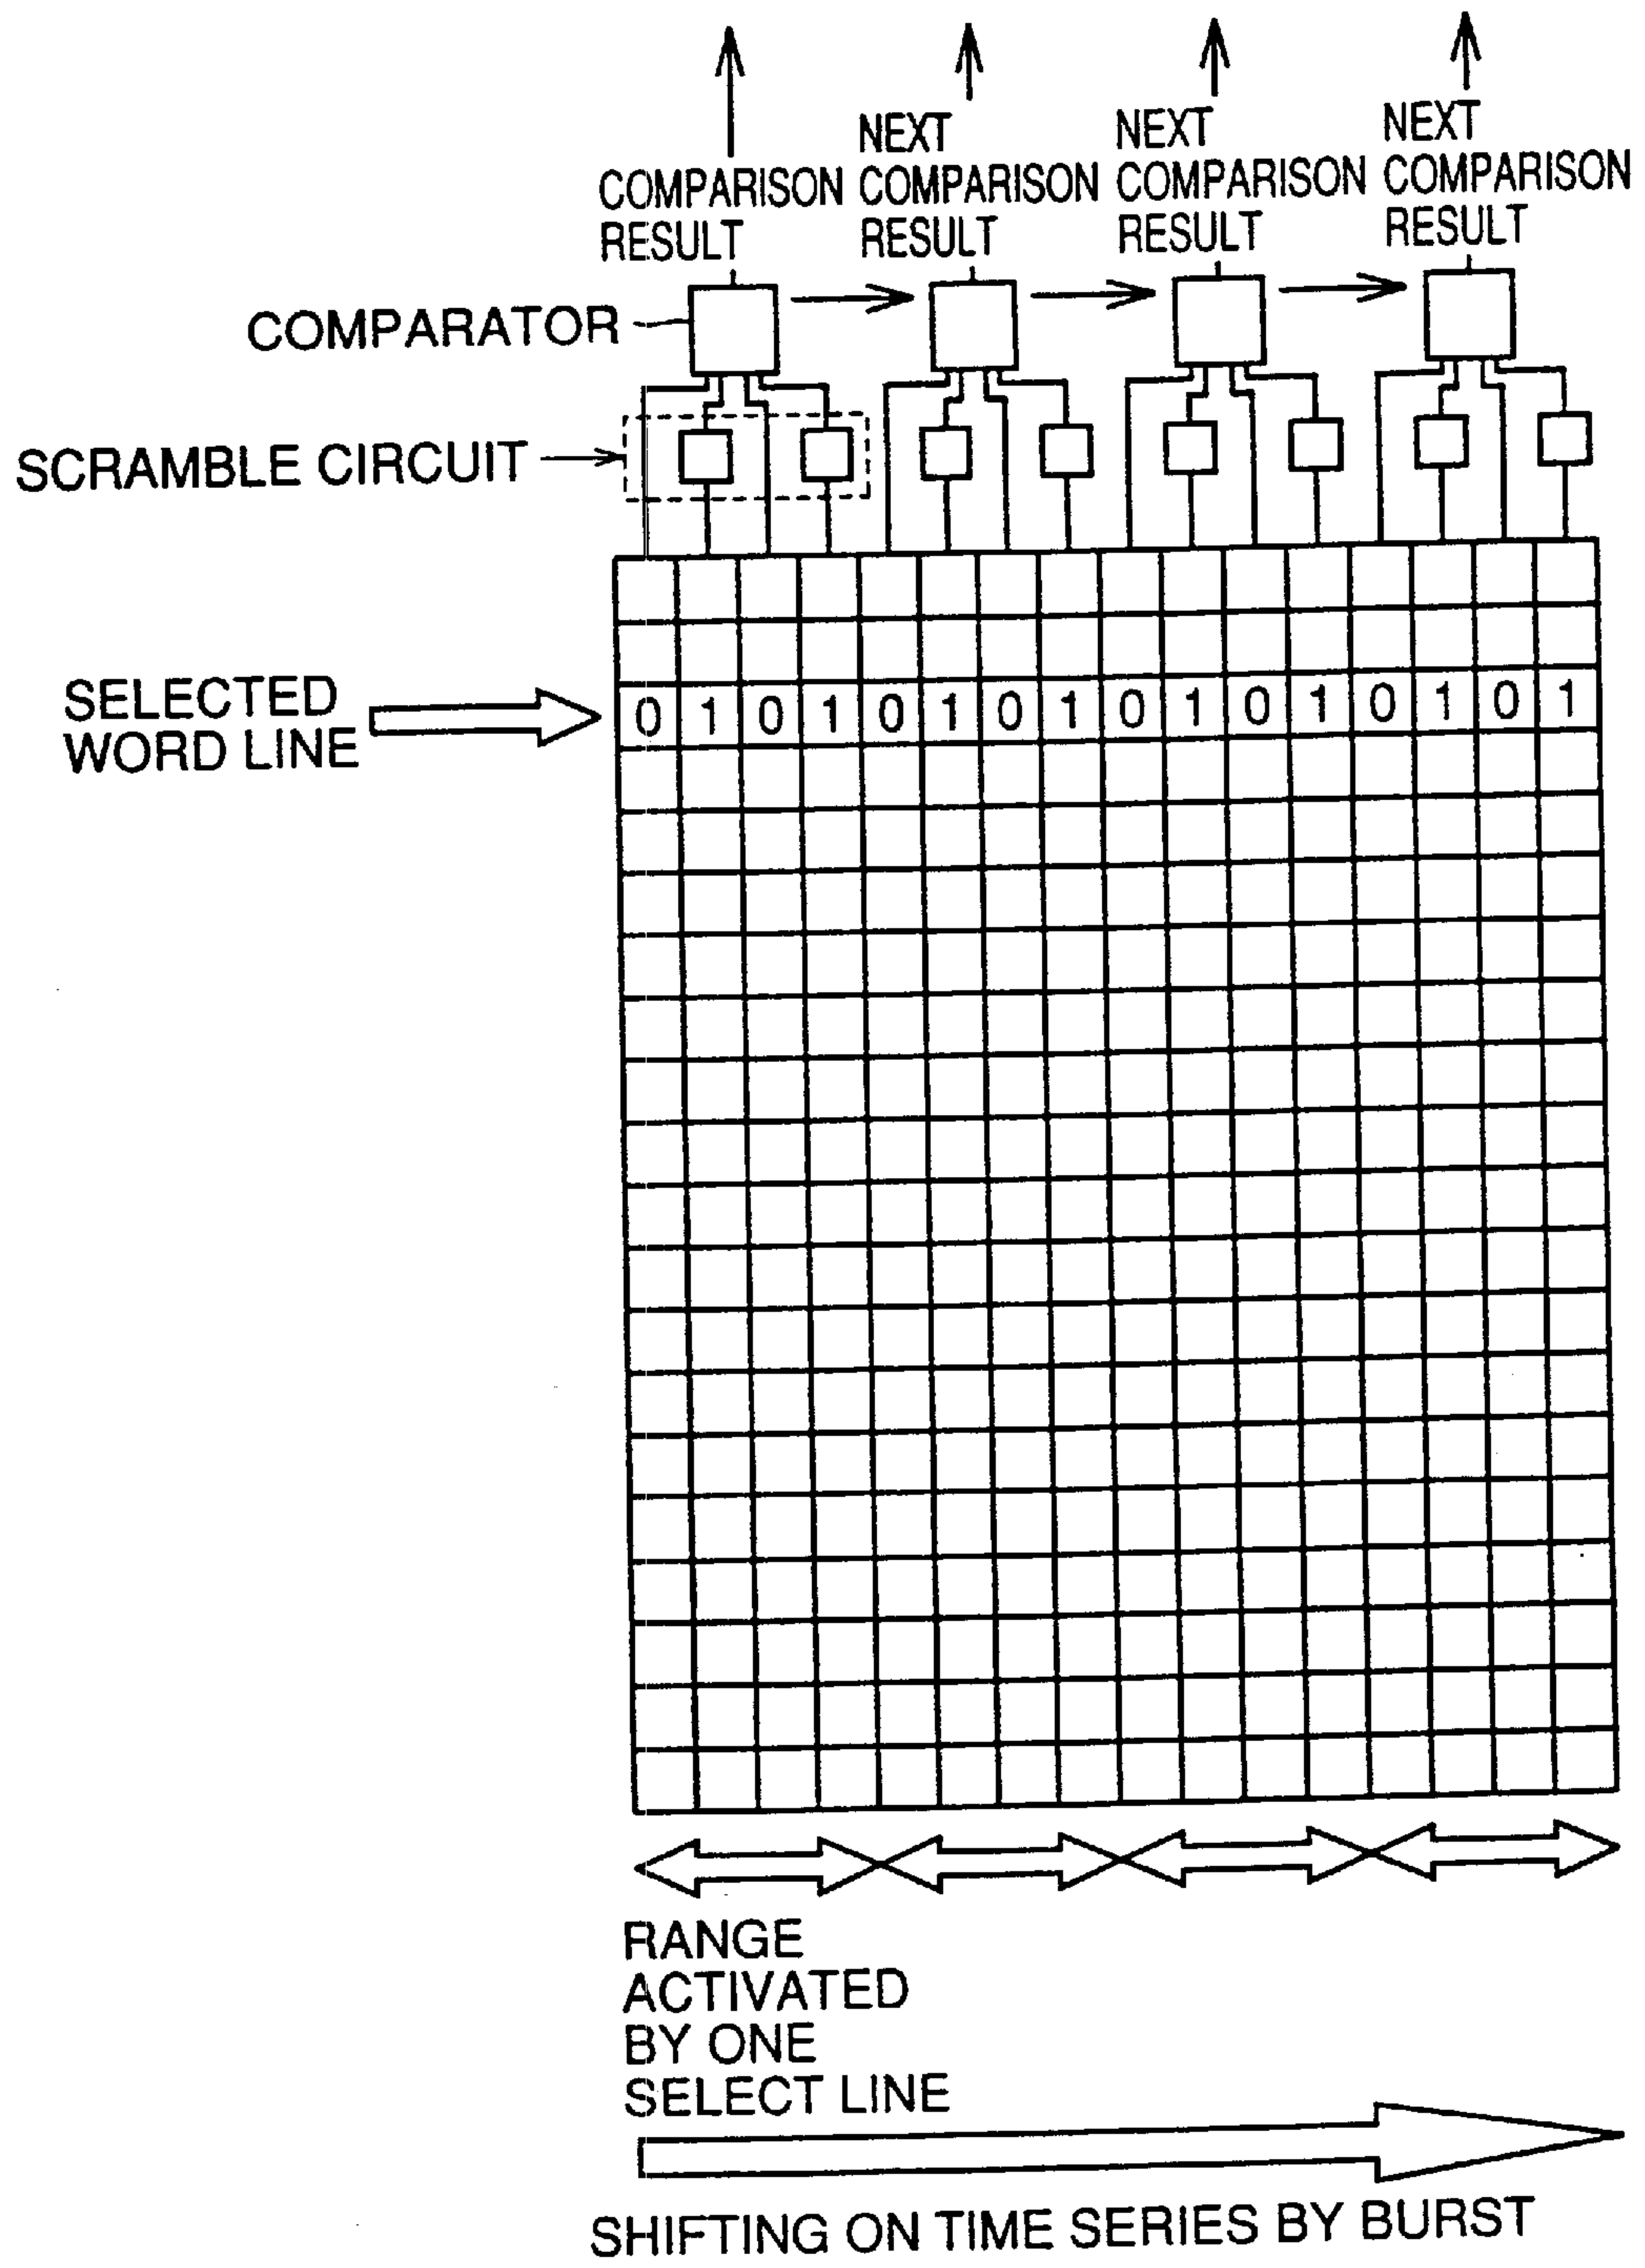 COMPARISON
RESULT
NEXT
COMPARISON
RESULT
NEXT
COMPARISON
RESULT
NEXT
COMPARISON
RESULT
COMPARATOR
SCRAMBLE CIRCUIT
SELECTED
WORD LINE
0 1 0 1 0 1 0 1 0 1 0 1 0 1 0 1
RANGE
ACTIVATED
BY ONE
SELECT LINE
SHIFTING ON TIME SERIES BY BURST